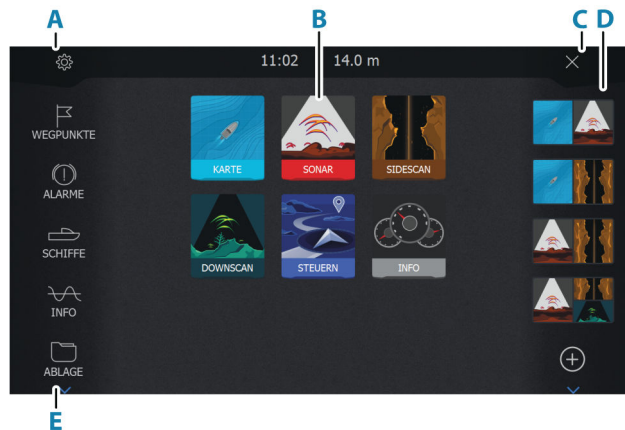 A
B
C
D
11:02
14.0 m
WEGPUNKTE
ALARME
SCHIFFE
INFO
ABLAGE
KARTE
SONAR
SIDESCAN
DOWNSCAN
STEUERN
INFO
E